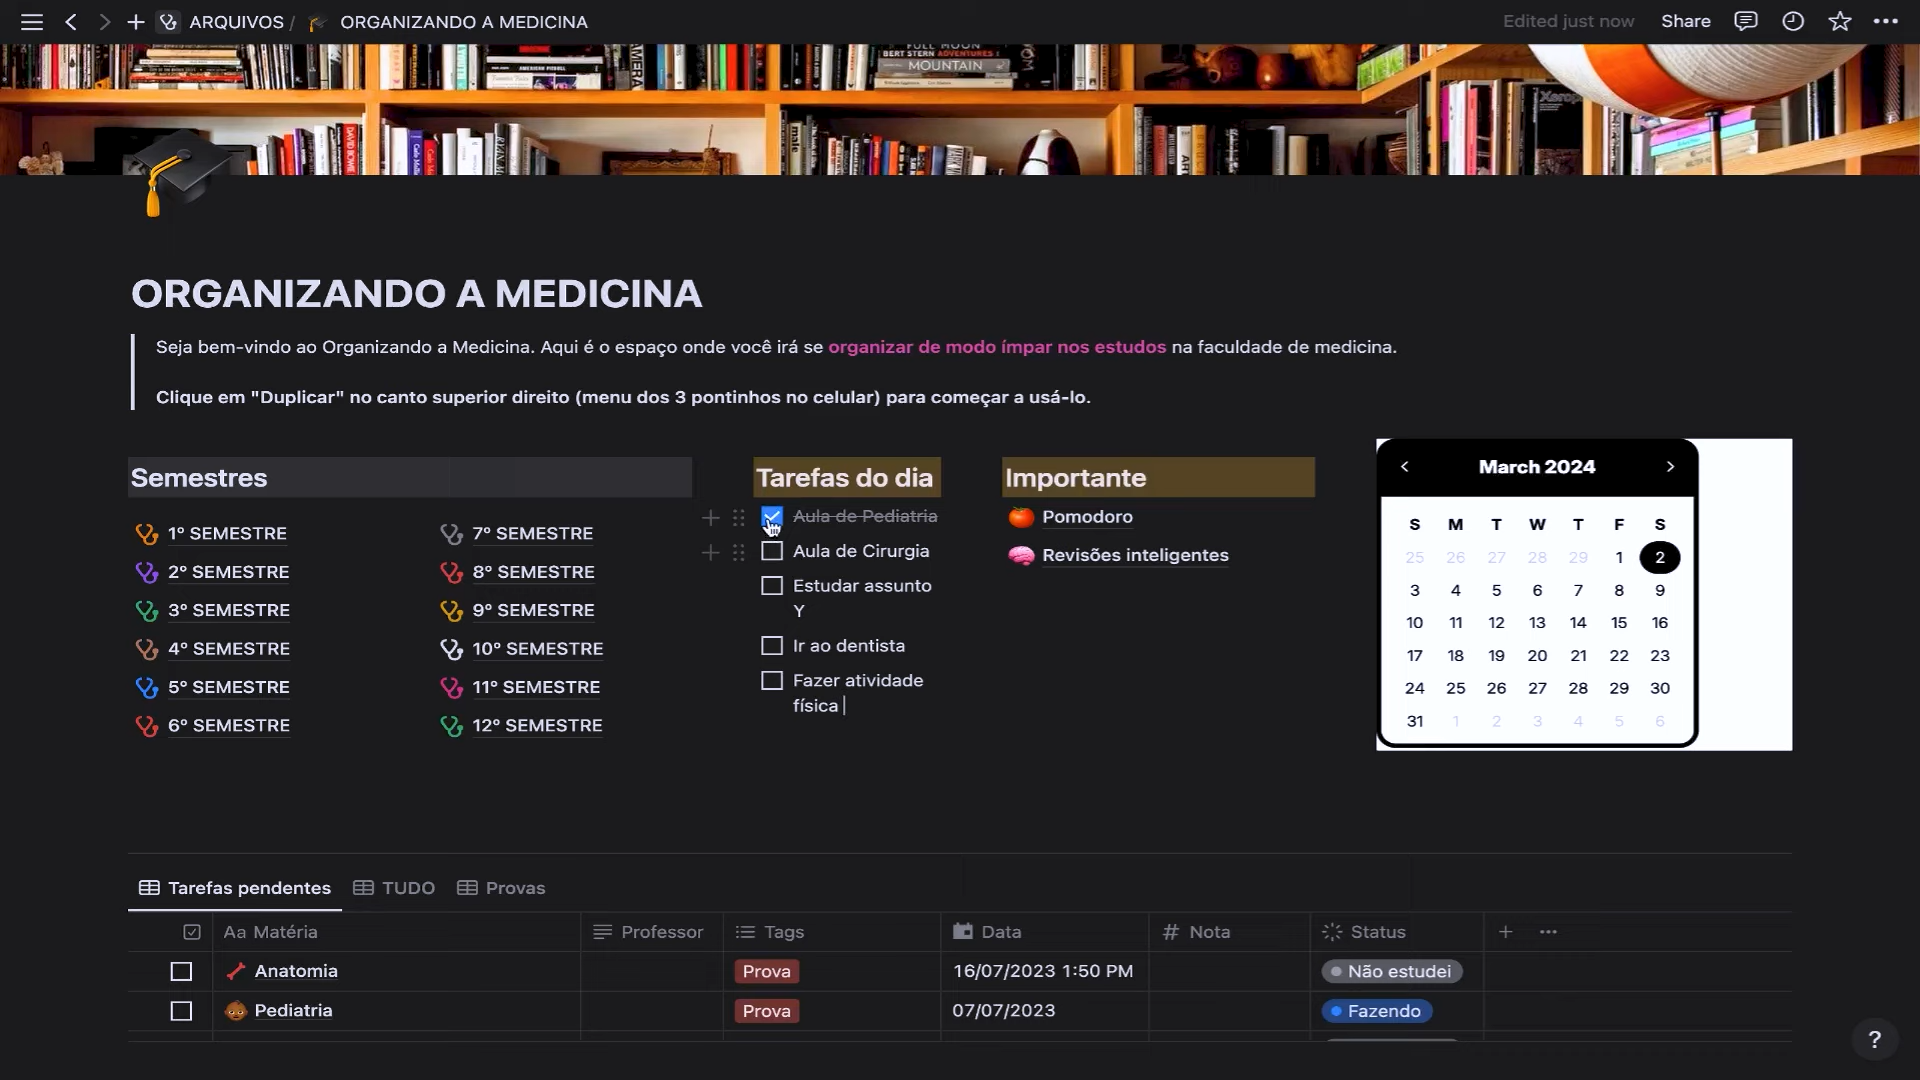 ARQUIVOS / ORGANIZANDO A MEDICINA
Edited just now Share
FULL MOON
BERT STERN ADVENTURES
MOUNTAIN
ORGANIZANDO A MEDICINA
Seja bem-vindo ao Organizando a Medicina. Aqui é o espaço onde você irá se organizar de modo ímpar nos estudos na faculdade de medicina.
Clique em "Duplicar" no canto superior direito (menu dos 3 pontinhos no celular) para começar a usá-lo.
Semestres
1º SEMESTRE
2º SEMESTRE
3º SEMESTRE
4º SEMESTRE
5º SEMESTRE
6º SEMESTRE
7º SEMESTRE
8º SEMESTRE
9º SEMESTRE
10º SEMESTRE
11º SEMESTRE
12º SEMESTRE
Tarefas do dia
Aula de Pediatria
Aula de Cirurgia
Estudar assunto
Y
Ir ao dentista
Fazer atividade
física
Importante
Pomodoro
Revisões inteligentes
March 2024
S M T W T F S
25 26 27 28 29 1 2
3 4 5 6 7 8 9
10 11 12 13 14 15 16
17 18 19 20 21 22 23
24 25 26 27 28 29 30
31 1 2 3 4 5 6
Tarefas pendentes TUDO Provas
Aa Matéria Professor Tags Data # Nota Status + •••
Anatomia Prova 16/07/2023 1:50 PM Não estudei
Pediatria Prova 07/07/2023 Fazendo
?